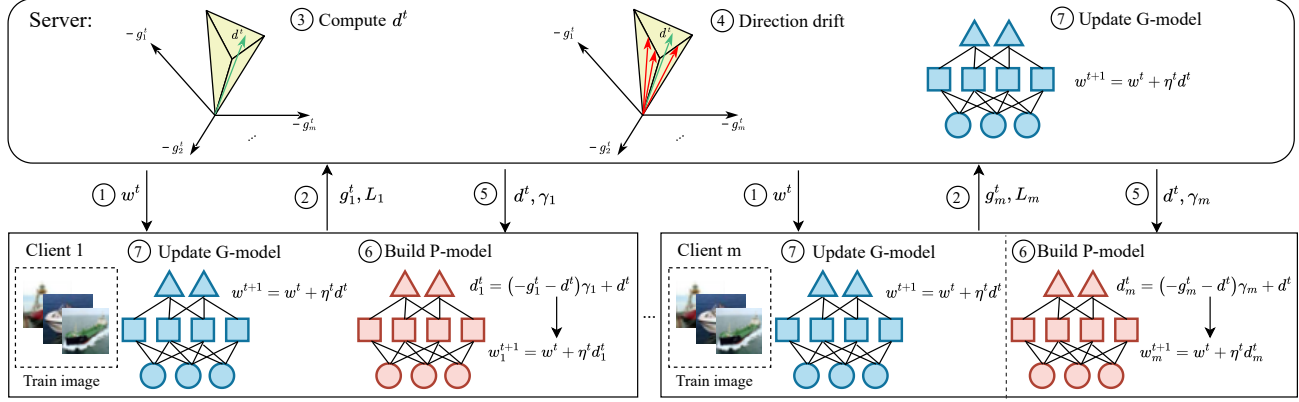 Server:
③ Compute d^t
④ Direction drift
⑦ Update G-model
-g_1^t
d^t
-g_m^t
-g_2^t
...
-g_1^t
d^t
-g_m^t
-g_2^t
...
w^{t+1} = w^t + η^t d^t
① w^t
② g_1^t, L_1
⑤ d^t, γ_1
① w^t
② g_m^t, L_m
⑤ d^t, γ_m
Client 1
⑦ Update G-model
w^{t+1} = w^t + η^t d^t
⑥ Build P-model
d_1^t = (-g_1^t - d^t)γ_1 + d^t
w_1^{t+1} = w^t + η^t d_1^t
Train image
...
Client m
⑦ Update G-model
w^{t+1} = w^t + η^t d^t
⑥ Build P-model
d_m^t = (-g_m^t - d^t)γ_m + d^t
w_m^{t+1} = w^t + η^t d_m^t
Train image